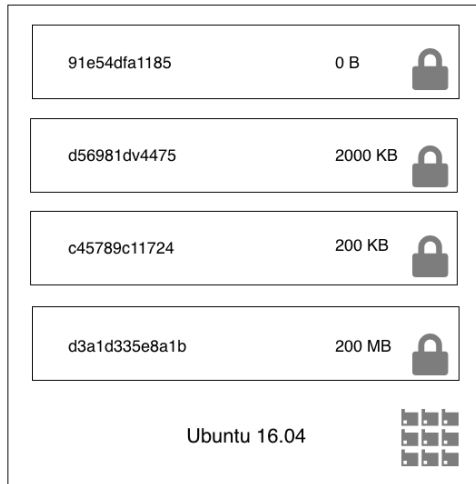 91e54dfa1185 0 B
d56981dv4475 2000 KB
c45789c11724 200 KB
d3a1d335e8a1b 200 MB
Ubuntu 16.04